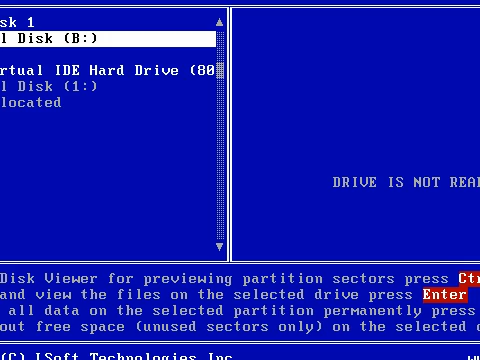 sk 1
l Disk (B:)
rtual IDE Hard Drive (80
l Disk (1:)
located
DRIVE IS NOT REA
Disk Viewer for previewing partition sectors press Ct
and view the files on the selected drive press Enter
all data on the selected partition permanently press
out free space (unused sectors only) on the selected
(C) LSoft Technologies Inc